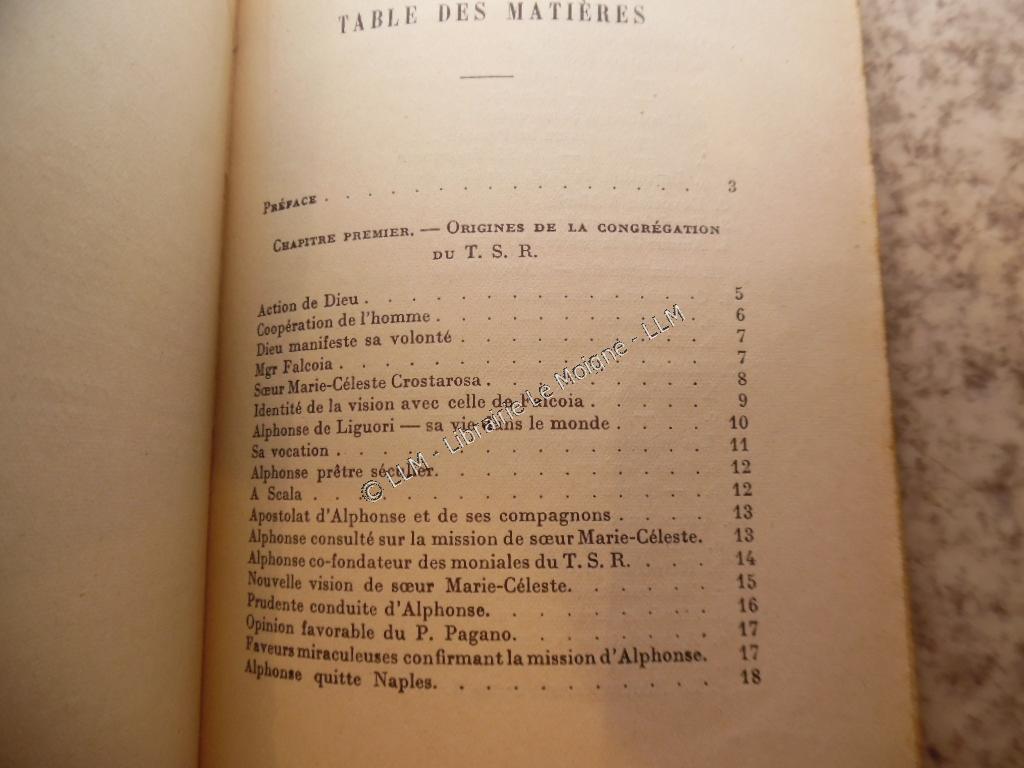 TABLE DES MATIÈRES
PRÉFACE . . . . . . . . . . . . . . . 3
CHAPITRE PREMIER. — ORIGINES DE LA CONGRÉGATION
DU T. S. R.
Action de Dieu . . . . . . . . . . . . . 5
Coopération de l'homme . . . . . . . . . . 6
Dieu manifeste sa volonté . . . . . . . . . 7
Mgr Falcoia . . . . . . . . . . . . . . 7
Sœur Marie-Céleste Crostarosa . . . . . . . . 8
Identité de la vision avec celle de Falcoia . . . . . 9
Alphonse de Liguori — sa vie dans le monde . . . . 10
Sa vocation . . . . . . . . . . . . . . 11
Alphonse prêtre séculier. . . . . . . . . . 12
A Scala . . . . . . . . . . . . . . . 12
Apostolat d'Alphonse et de ses compagnons . . . . 13
Alphonse consulté sur la mission de sœur Marie-Céleste. 13
Alphonse co-fondateur des moniales du T. S. R. . . . 14
Nouvelle vision de sœur Marie-Céleste. . . . . . 15
Prudente conduite d'Alphonse. . . . . . . . . 16
Opinion favorable du P. Pagano. . . . . . . . 17
Faveurs miraculeuses confirmant la mission d'Alphonse. 17
Alphonse quitte Naples. . . . . . . . . . . 18
© LLM - Librairie Le Moigne - LLM